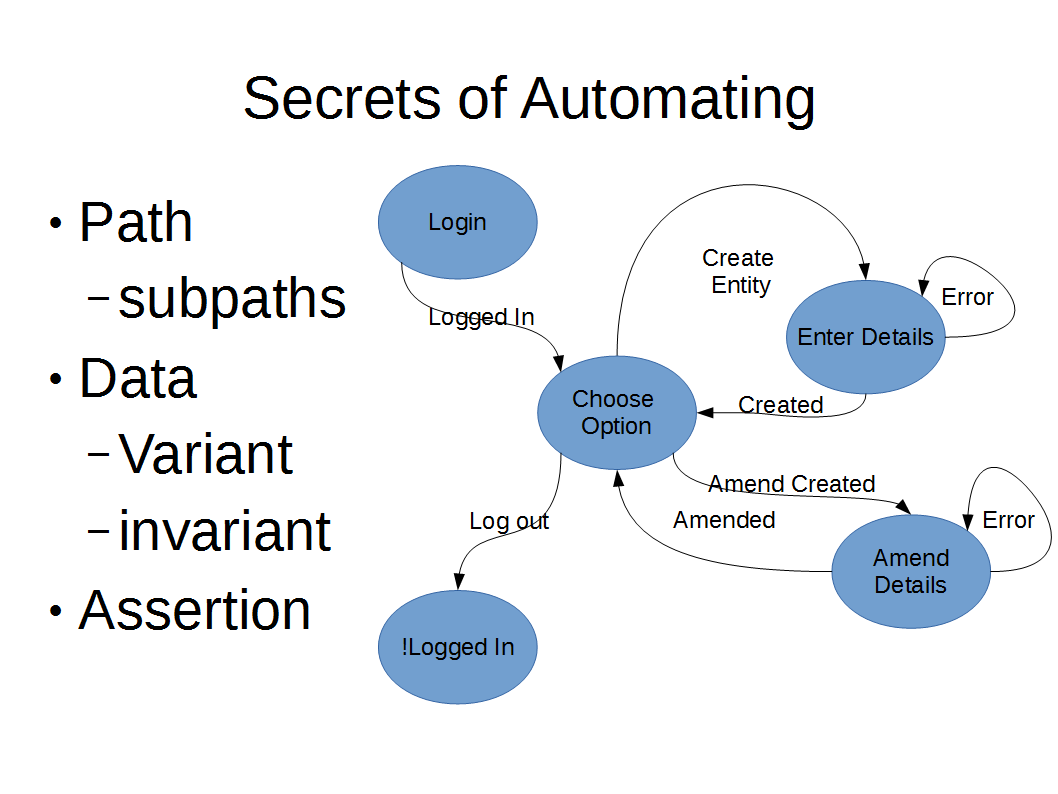 Secrets of Automating
• Path
– subpaths
• Data
– Variant
– invariant
• Assertion
Login
Logged In
Choose
Option
Create
Entity
Enter Details
Error
Created
Amend Created
Amended
Amend
Details
Error
Log out
!Logged In